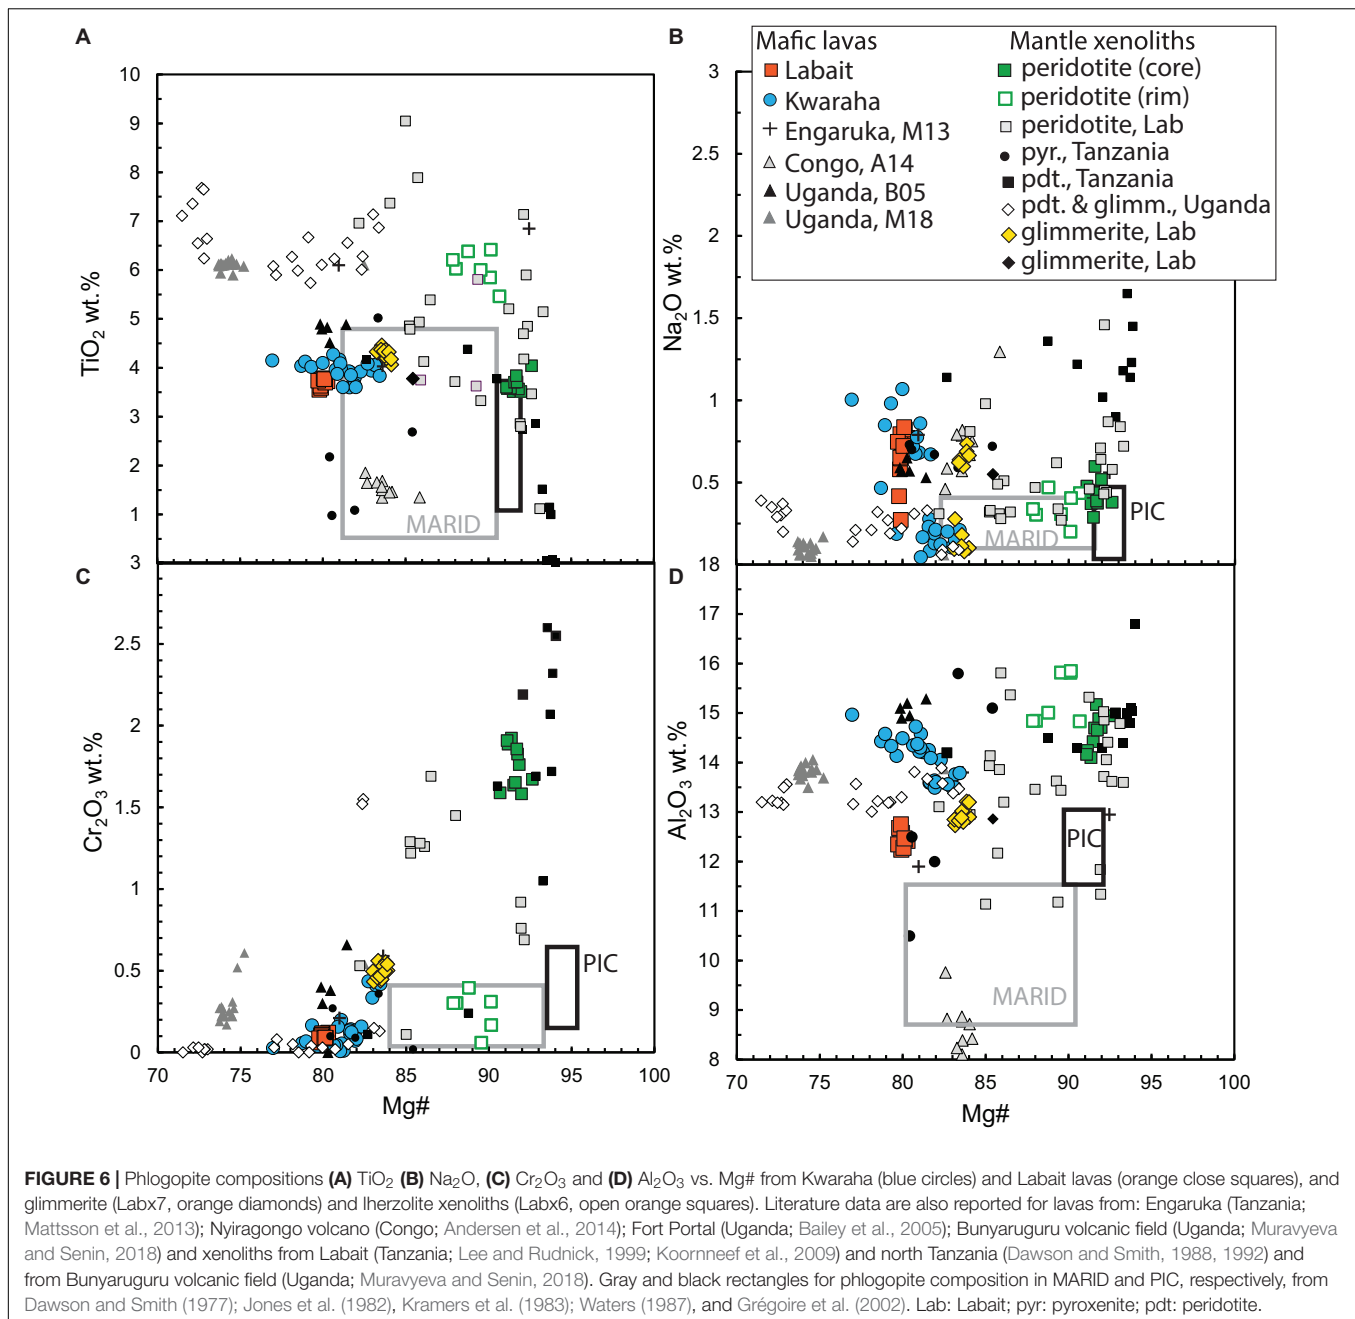 A
B
Mafic lavas
Labait
Kwaraha
Engaruka, M13
Congo, A14
Uganda, B05
Uganda, M18
Mantle xenoliths
peridotite (core)
peridotite (rim)
peridotite, Lab
pyr., Tanzania
pdt., Tanzania
pdt. & glimm., Uganda
glimmerite, Lab
glimmerite, Lab
10
9
8
7
6
5
4
3
2
1
TiO2 wt.%
MARID
3
2.5
2
1.5
1
0.5
Na2O wt.%
MARID
PIC
C
3
2.5
2
1.5
1
0.5
0
Cr2O3 wt.%
PIC
70 75 80 85 90 95 100
Mg#
D
18
17
16
15
14
13
12
11
10
9
8
Al2O3 wt.%
PIC
MARID
70 75 80 85 90 95 100
Mg#
FIGURE 6 | Phlogopite compositions (A) TiO2 (B) Na2O, (C) Cr2O3 and (D) Al2O3 vs. Mg# from Kwaraha (blue circles) and Labait lavas (orange close squares), and
glimmerite (Labx7, orange diamonds) and lherzolite xenoliths (Labx6, open orange squares). Literature data are also reported for lavas from: Engaruka (Tanzania;
Mattsson et al., 2013); Nyiragongo volcano (Congo; Andersen et al., 2014); Fort Portal (Uganda; Bailey et al., 2005); Bunyaruguru volcanic field (Uganda; Muravyeva
and Senin, 2018) and xenoliths from Labait (Tanzania; Lee and Rudnick, 1999; Koornneef et al., 2009) and north Tanzania (Dawson and Smith, 1988, 1992) and
from Bunyaruguru volcanic field (Uganda; Muravyeva and Senin, 2018). Gray and black rectangles for phlogopite composition in MARID and PIC, respectively, from
Dawson and Smith (1977); Jones et al. (1982), Kramers et al. (1983); Waters (1987), and Grégoire et al. (2002). Lab: Labait; pyr: pyroxenite; pdt: peridotite.